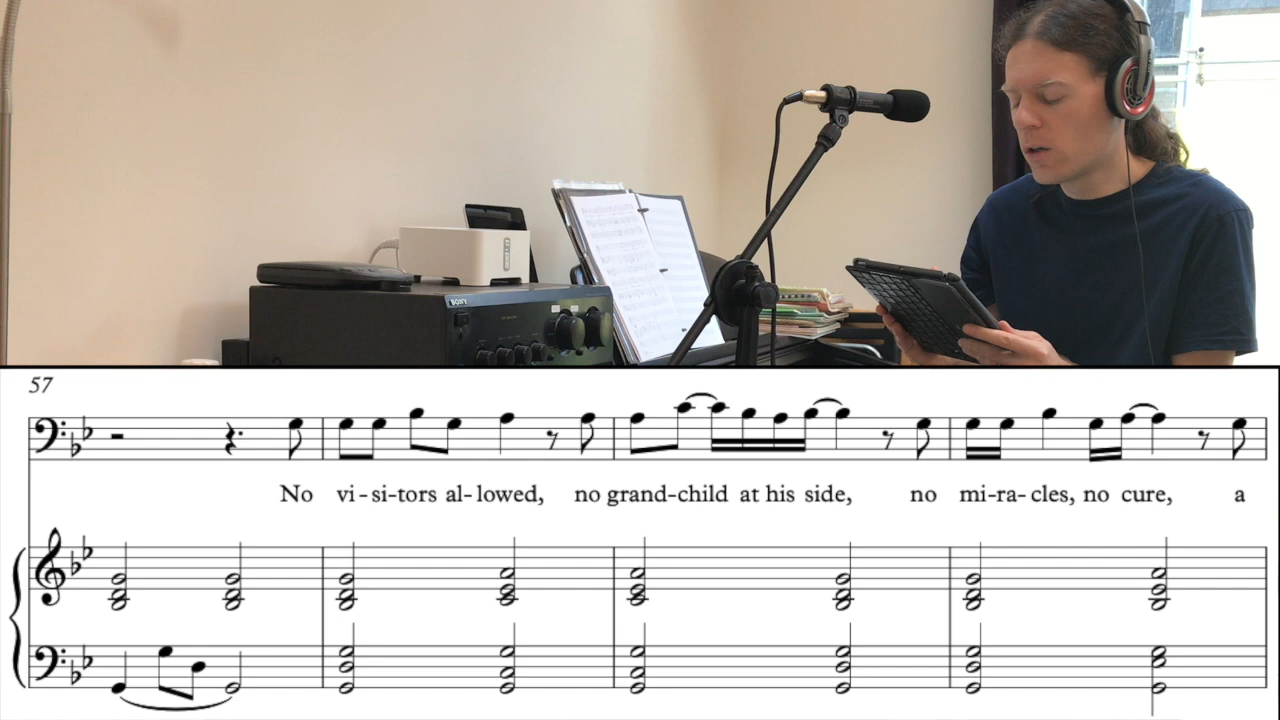 SONY
57
No vi-si-tors al-lowed, no grand-child at his side, no mi-ra-cles, no cure, a